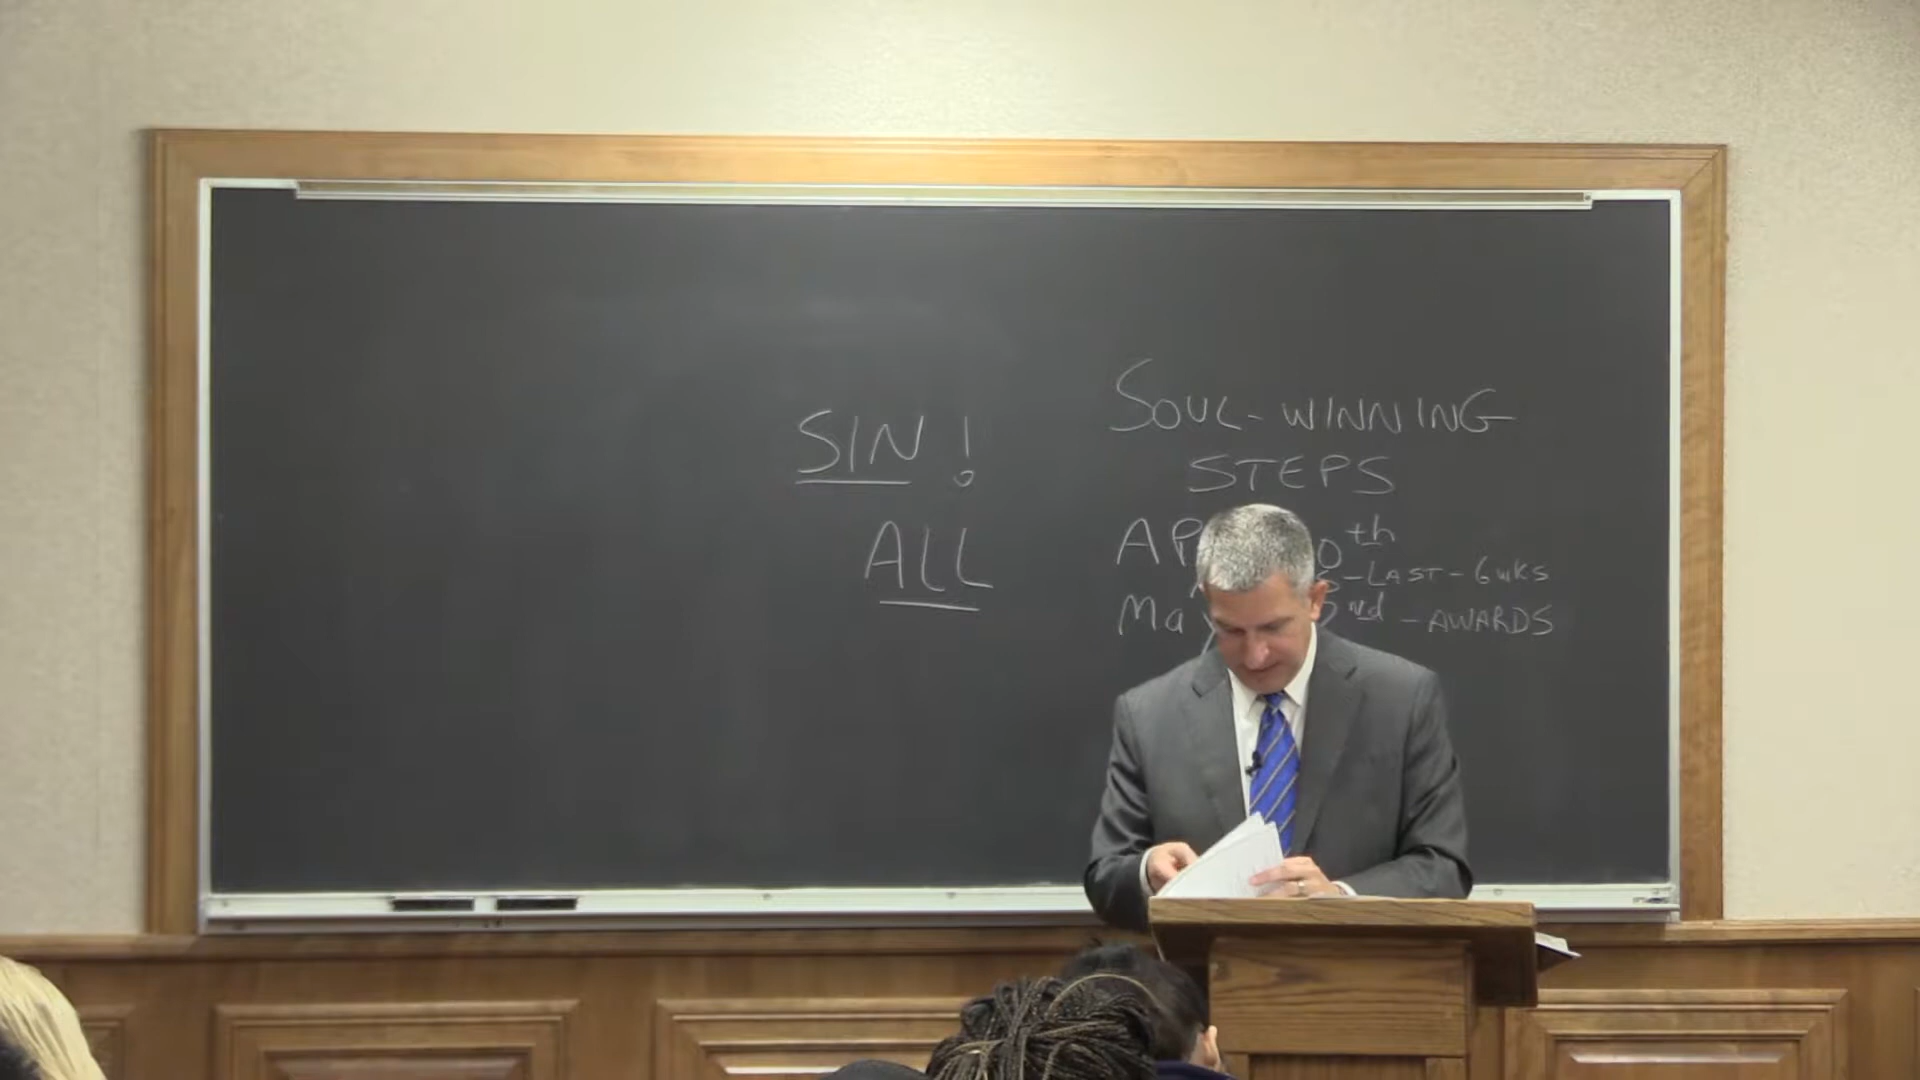 SIN!
ALL
SOUL-WINNING
STEPS
th
-LAST-6WKS
nd - AWARDS